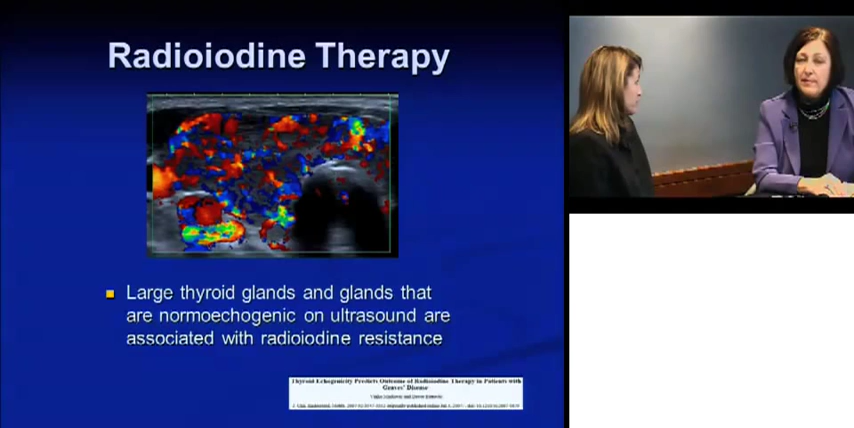 Radioiodine Therapy
Large thyroid glands and glands that
are normoechogenic on ultrasound are
associated with radioiodine resistance
Thyroid Echogenicity Predicts Outcome of Radioiodine Therapy in Patients with
Graves' Disease